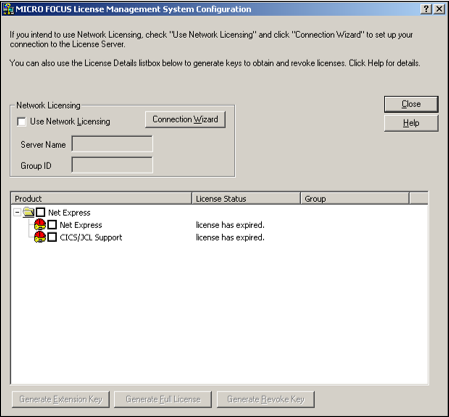 MICRO FOCUS License Management System Configuration
If you intend to use Network Licensing, check "Use Network Licensing" and click "Connection Wizard" to set up your
connection to the License Server.
You can also use the License Details listbox below to generate keys to obtain and revoke licenses. Click Help for details.
Network Licensing
Use Network Licensing
Connection Wizard
Close
Server Name
Help
Group ID
Product License Status Group
Net Express
Net Express license has expired.
CICS/JCL Support license has expired.
Generate Extension Key Generate Full License Generate Revoke Key